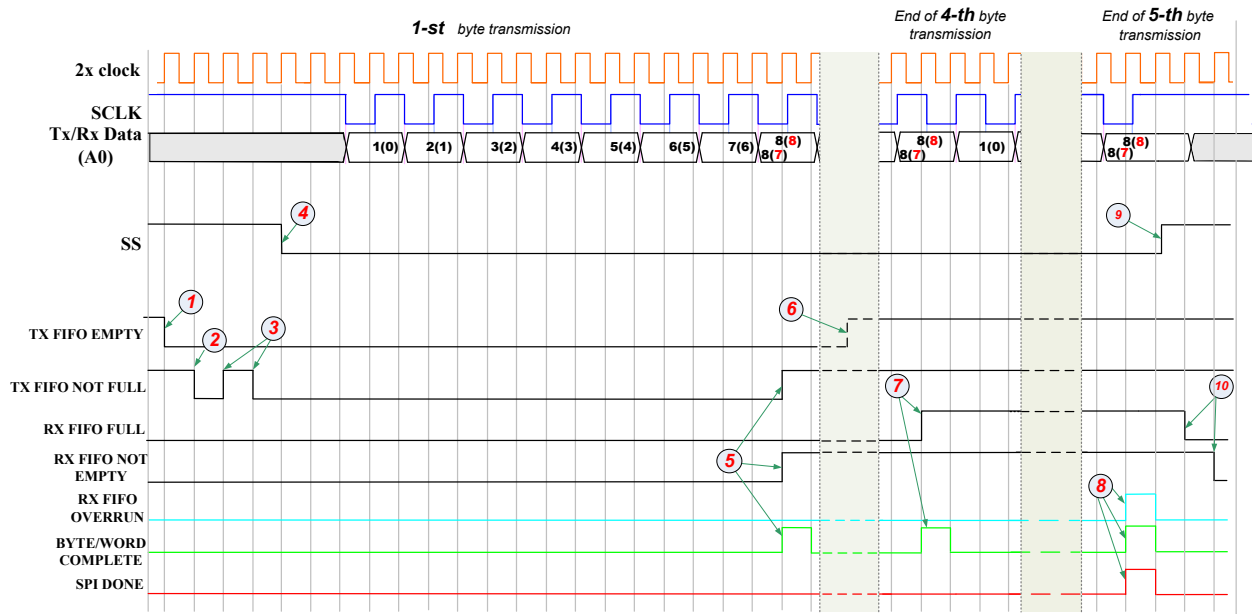 1-st byte transmission
End of 4-th byte
transmission
End of 5-th byte
transmission
2x clock
SCLK
Tx/Rx Data
(A0)
1(0) 2(1) 3(2) 4(3) 5(4) 6(5) 7(6) 8(8) 8(8) 1(0) 8(8)
8(7) 8(7) 8(7)
4
9
SS
1
6
2 3
TX FIFO EMPTY
TX FIFO NOT FULL
7
10
RX FIFO FULL
5
RX FIFO NOT
EMPTY
8
RX FIFO
OVERRUN
BYTE/WORD
COMPLETE
SPI DONE